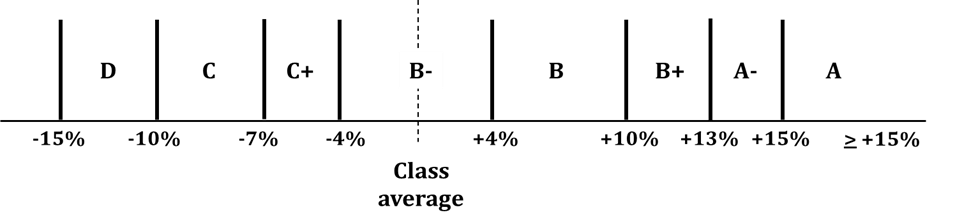 D C C+ B- B B+ A- A
-15% -10% -7% -4% +4% +10% +13% +15% ≥ +15%
Class
average